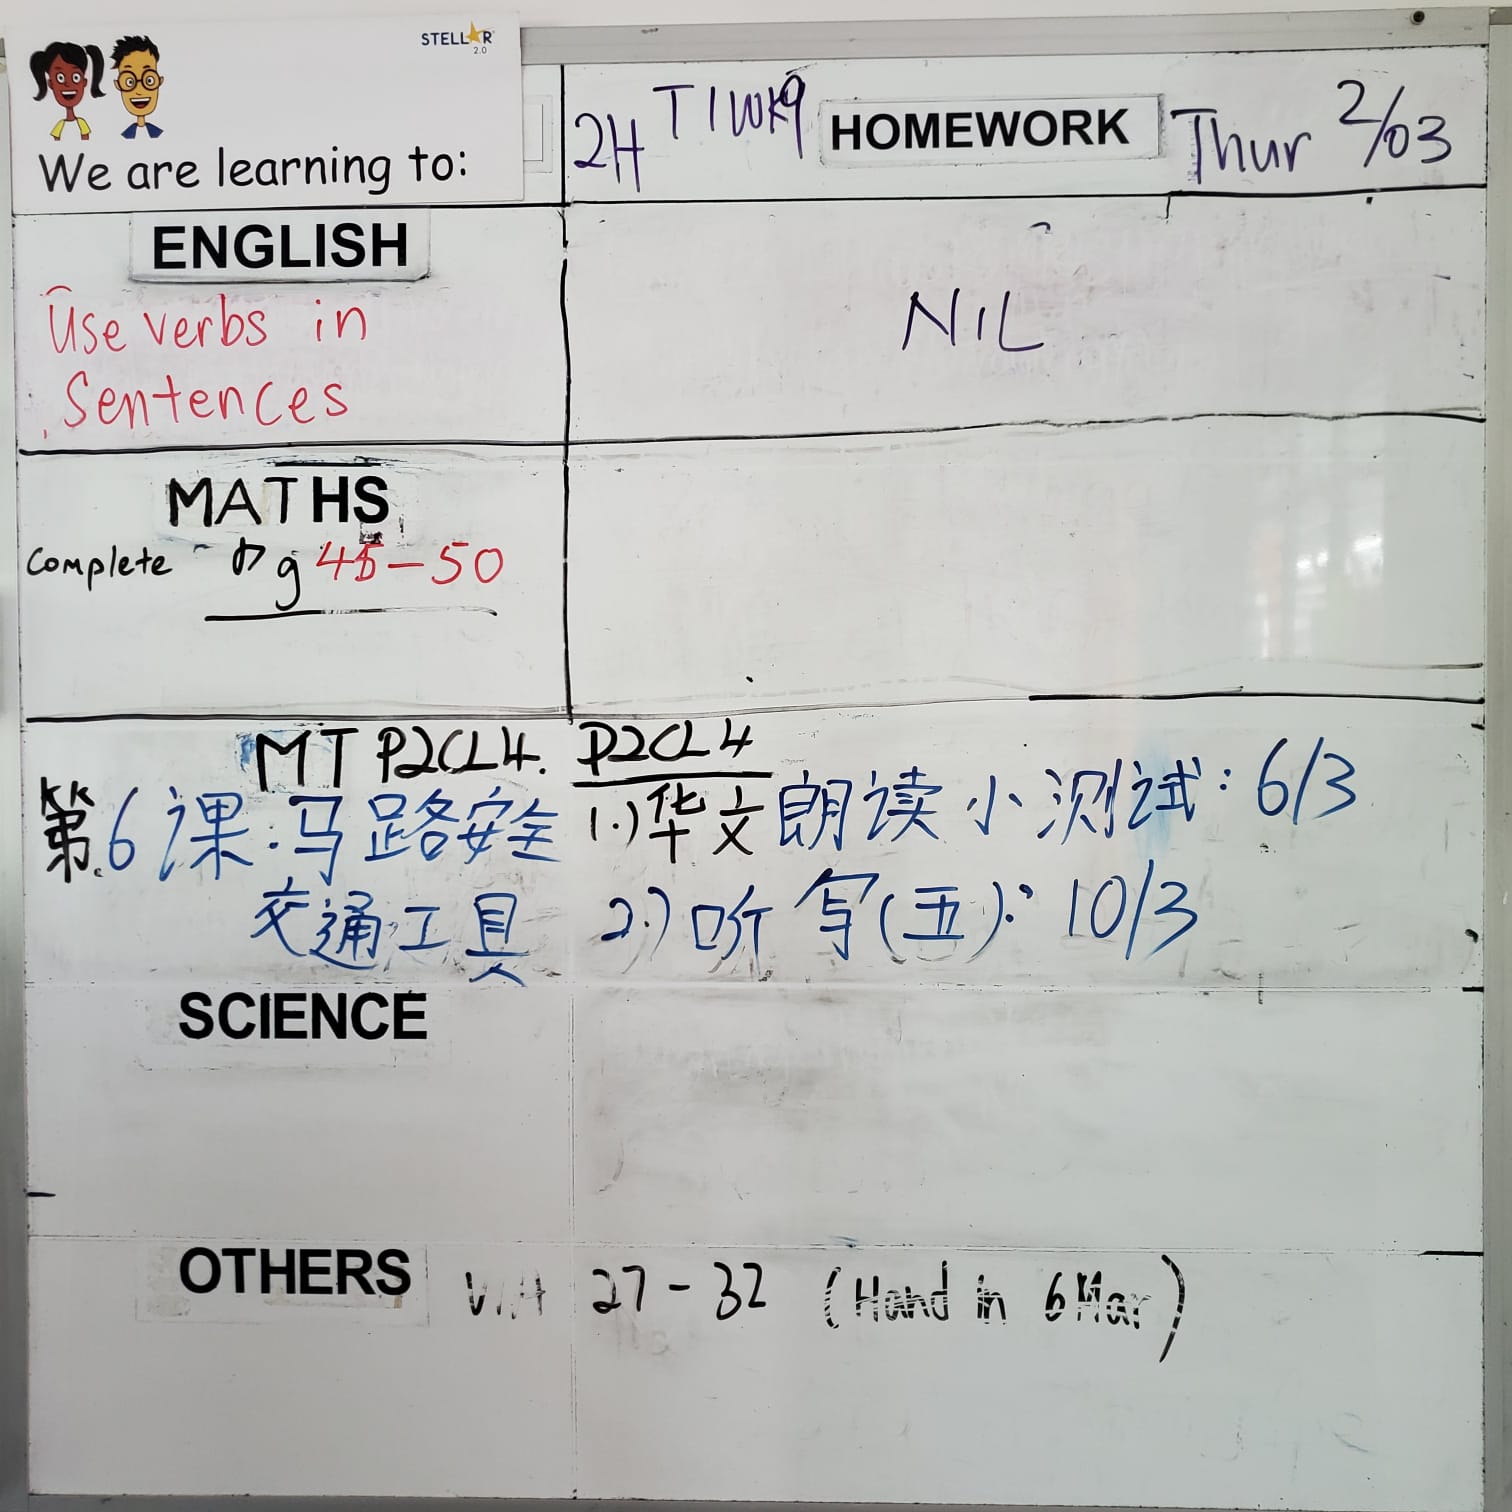 STELLAR 2.0
We are learning to:
2H T1WK9 HOMEWORK Thur 2/03
ENGLISH
Use verbs in
Sentences
NIL
MATHS
Complete Pg 45-50
MT P2CL4. P2CL4
第6课:马路安全
交通工具
1.) 华文朗读小测试: 6/3
2.) 听写(五): 10/3
SCIENCE
OTHERS
27-32 (Hand in 6 Mar)